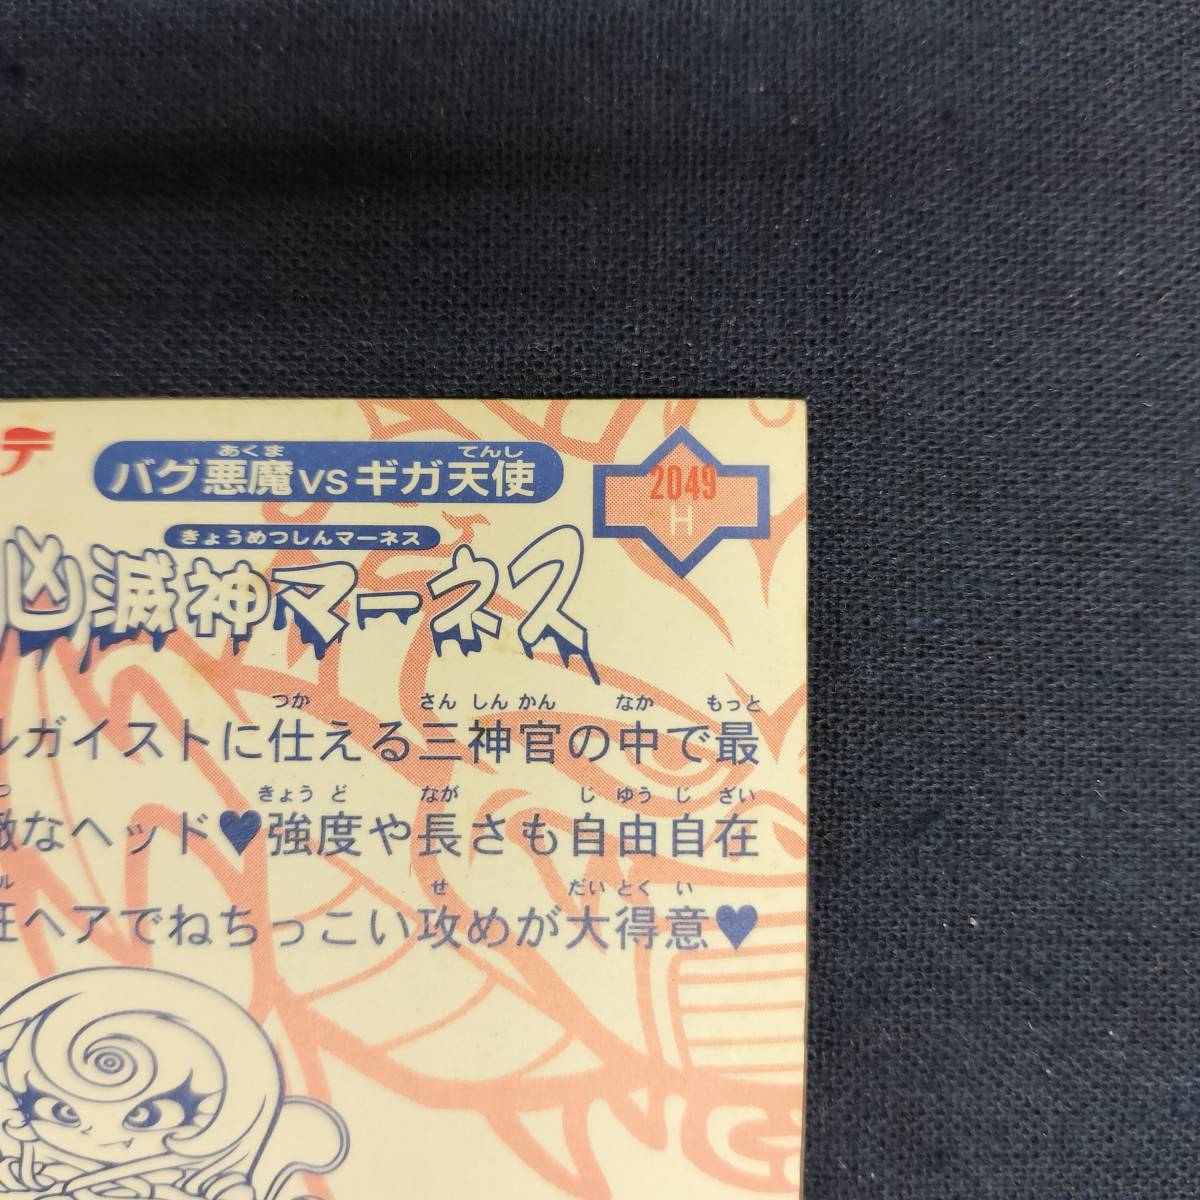 テ
あくま てんし
バグ悪魔vsギガ天使
2049
H
きょうめつしんマーネス
凶滅神マーネス
つか さん しん かん なか もっと
ルガイストに仕える三神官の中で最
きょう ど なが じ ゆう じ ざい
なヘッド♥強度や長さも自由自在
ル せ だい とく い
ヘアでねちっこい攻めが大得意♥